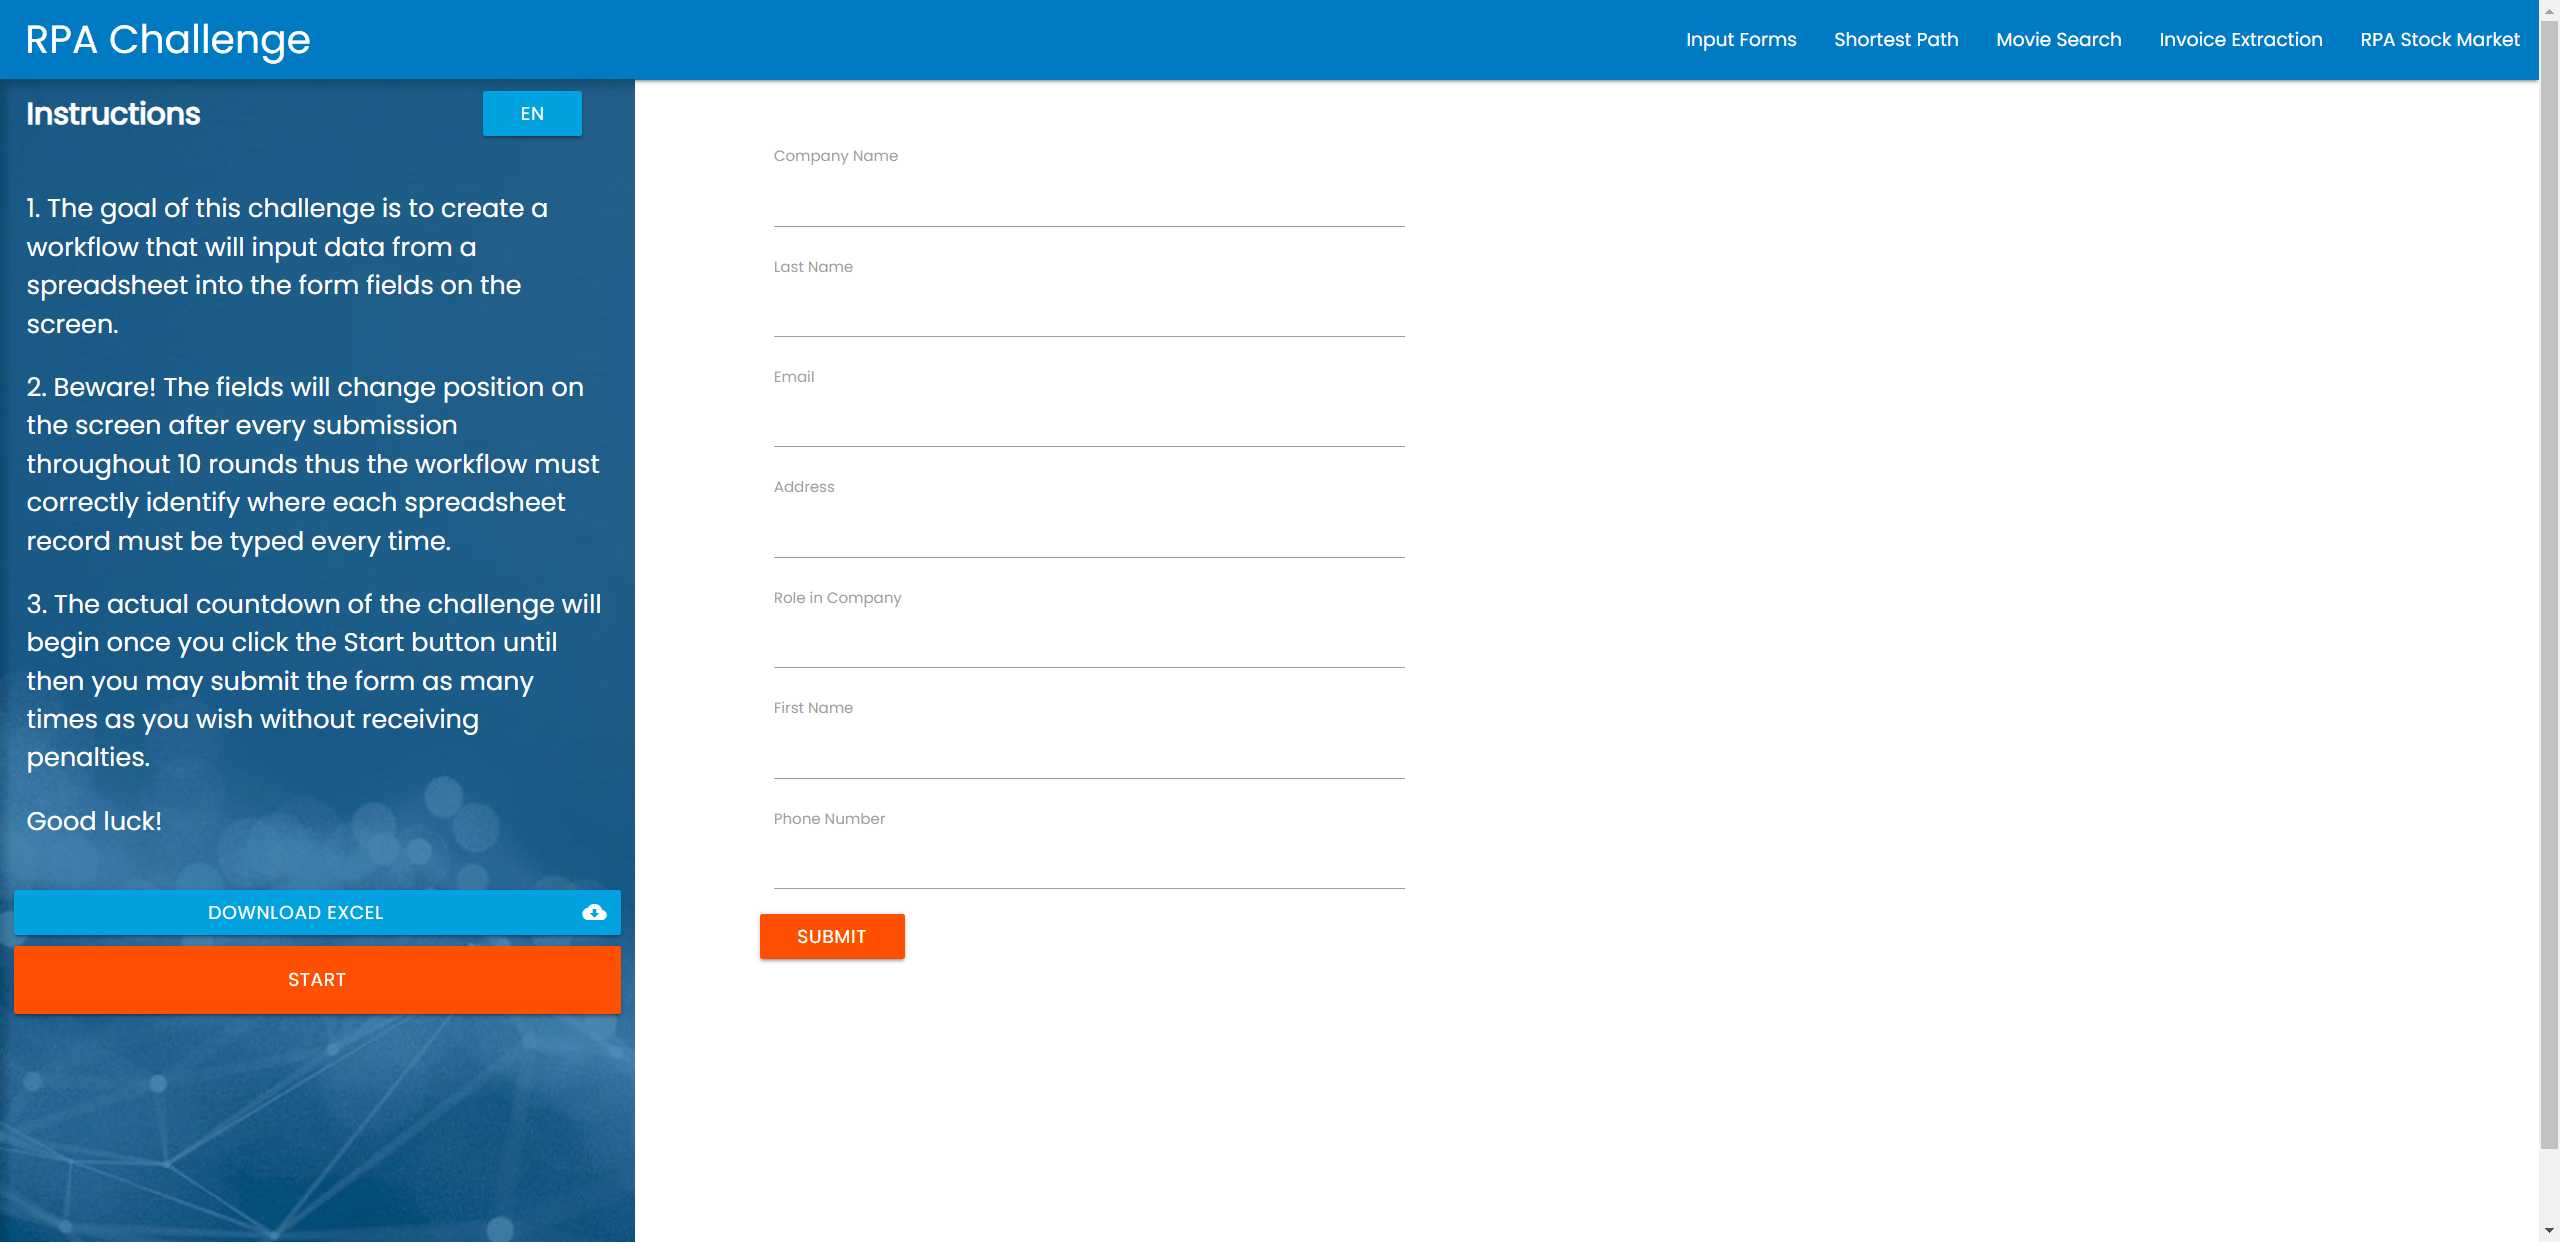 RPA Challenge
Input Forms
Shortest Path
Movie Search
Invoice Extraction
RPA Stock Market
Instructions
EN
1. The goal of this challenge is to create a
workflow that will input data from a
spreadsheet into the form fields on the
screen.
2. Beware! The fields will change position on
the screen after every submission
throughout 10 rounds thus the workflow must
correctly identify where each spreadsheet
record must be typed every time.
3. The actual countdown of the challenge will
begin once you click the Start button until
then you may submit the form as many
times as you wish without receiving
penalties.
Good luck!
DOWNLOAD EXCEL
START
Company Name
Last Name
Email
Address
Role in Company
First Name
Phone Number
SUBMIT